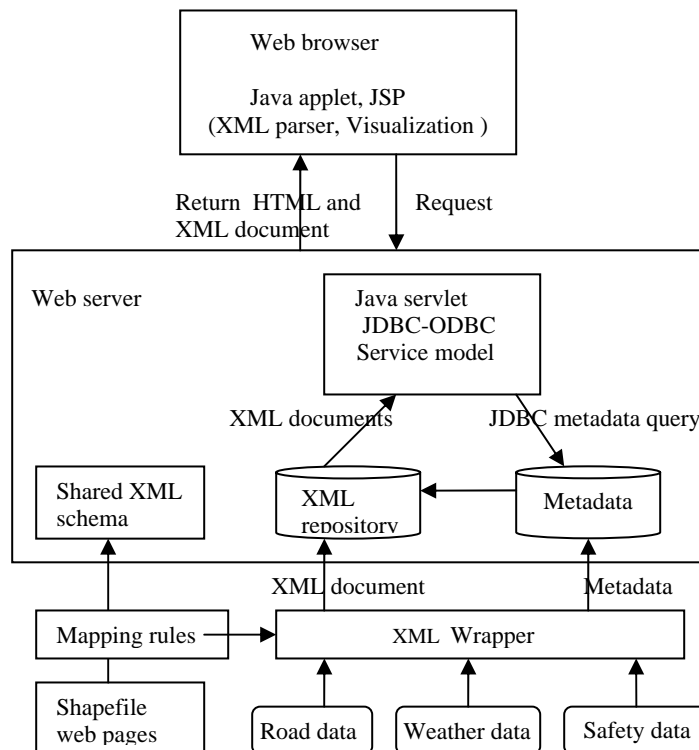 Web browser
Java applet, JSP
(XML parser, Visualization )
Return HTML and
XML document
Request
Web server
Java servlet
JDBC-ODBC
Service model
XML documents
JDBC metadata query
Shared XML
schema
XML
repository
Metadata
XML document
Metadata
Mapping rules
XML Wrapper
Shapefile
web pages
Road data
Weather data
Safety data